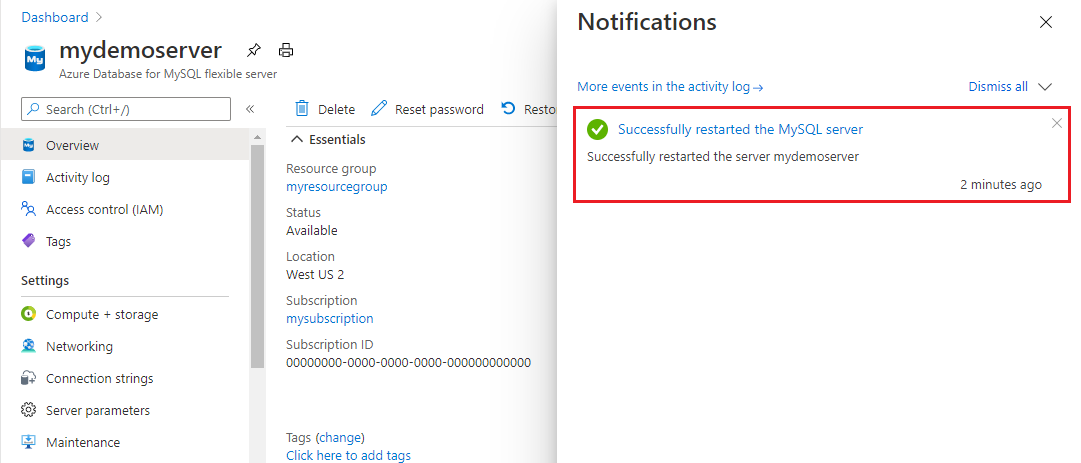 Dashboard
mydemoserver
Azure Database for MySQL flexible server
Search (Ctrl+/)
Overview
Activity log
Access control (IAM)
Tags
Settings
Compute + storage
Networking
Connection strings
Server parameters
Maintenance
Delete
Reset password
Resto
Essentials
Resource group
myresourcegroup
Status
Available
Location
West US 2
Subscription
mysubscription
Subscription ID
00000000-0000-0000-0000-000000000000
Tags (change)
Click here to add tags
Notifications
More events in the activity log
Dismiss all
Successfully restarted the MySQL server
Successfully restarted the server mydemoserver
2 minutes ago